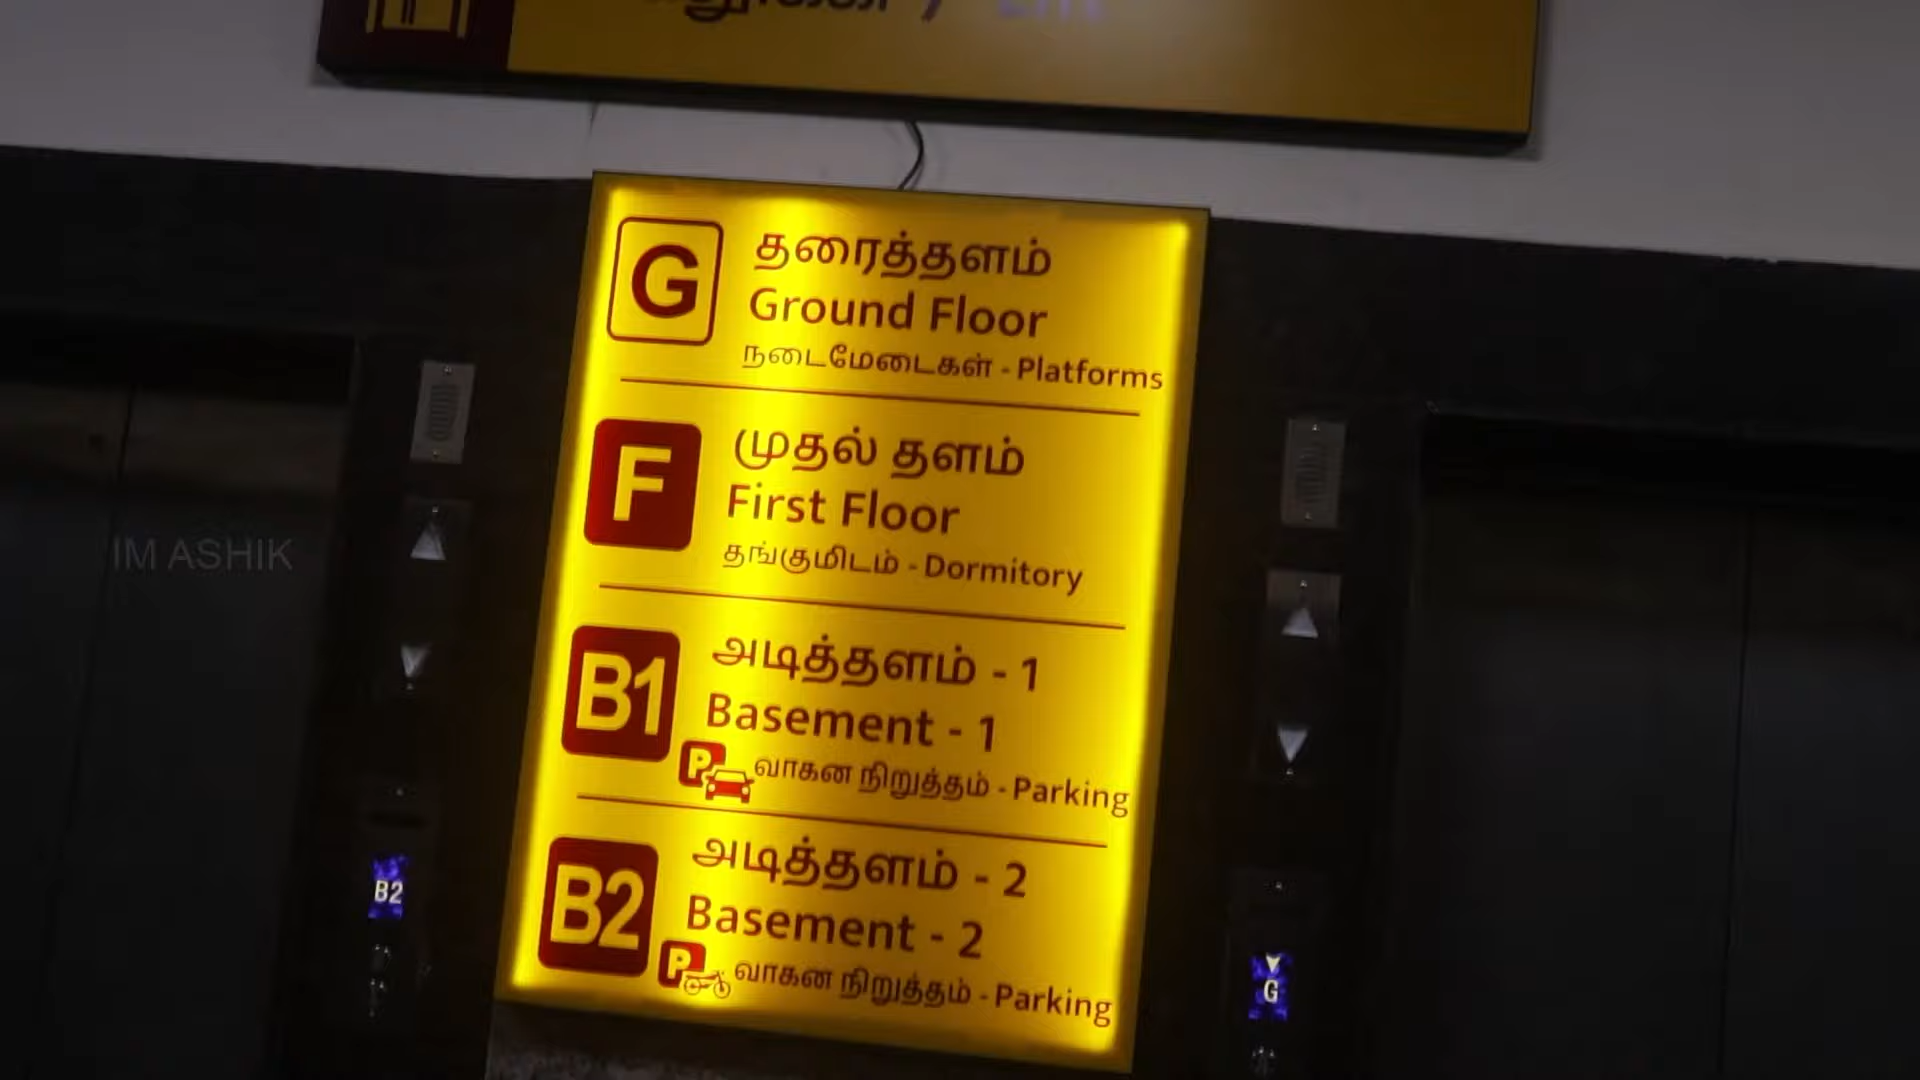 G
தரைத்தளம்
Ground Floor
நடைமேடைகள் - Platforms
F
முதல் தளம்
First Floor
தங்குமிடம் - Dormitory
IM ASHIK
B1
அடித்தளம் - 1
Basement - 1
P வாகன நிறுத்தம் - Parking
B2
அடித்தளம் - 2
Basement - 2
P வாகன நிறுத்தம் - Parking
B2
G